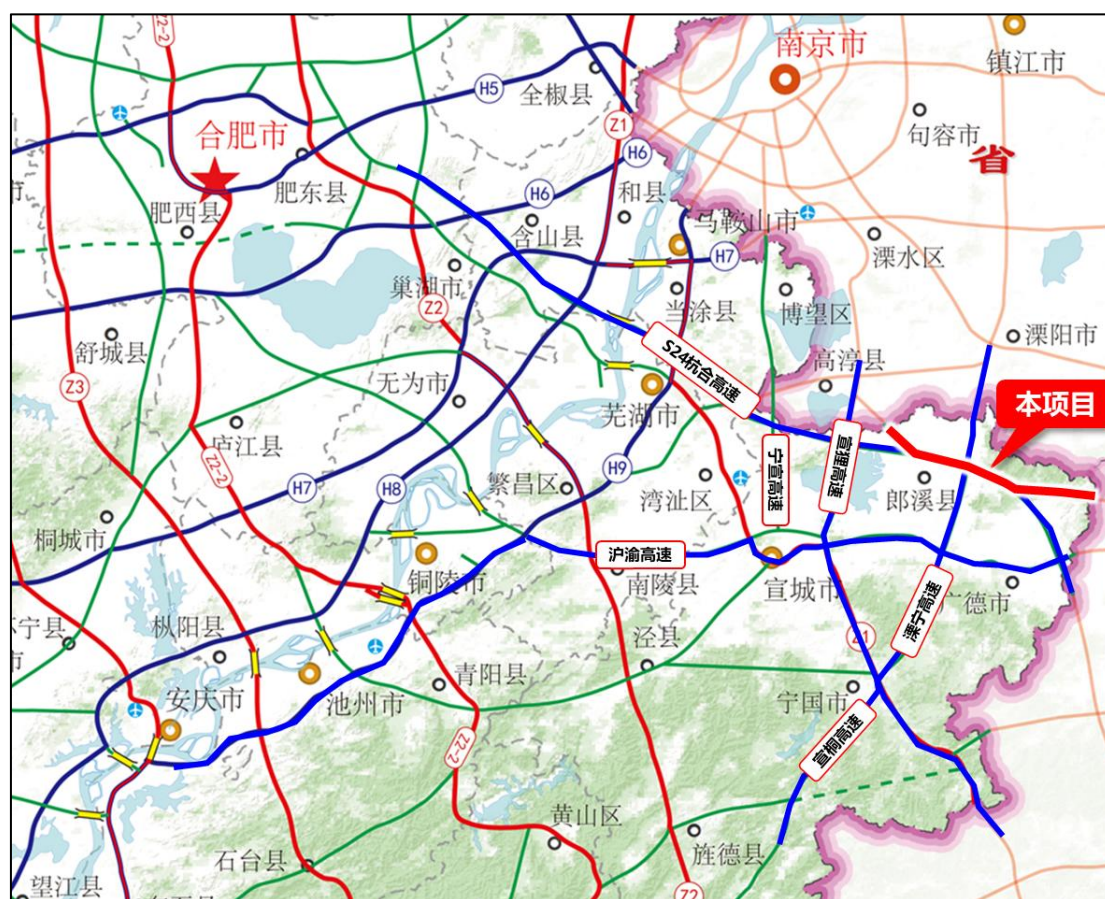 Z2-2
南京市
镇江市
全椒县
H5
Z1
句容市
省
合肥市
肥东县
H6
H6
和县
肥西县
含山县
马鞍山市
溧水区
H7
巢湖市
当涂县
博望区
Z2
溧阳市
舒城县
S24杭合高速
高淳县
Z3
无为市
芜湖市
本项目
庐江县
宁宣高速
宣狸高速
Z2-2
H7
H8
繁昌区
H9
湾沚区
郎溪县
桐城市
沪渝高速
铜陵市
南陵县
宣城市
溧宁高速
广德市
枞阳县
泾县
Z1
青阳县
安庆市
池州市
宁国市
宣桐高速
Z2-2
黄山区
旌德县
石台县
望江县
Z2